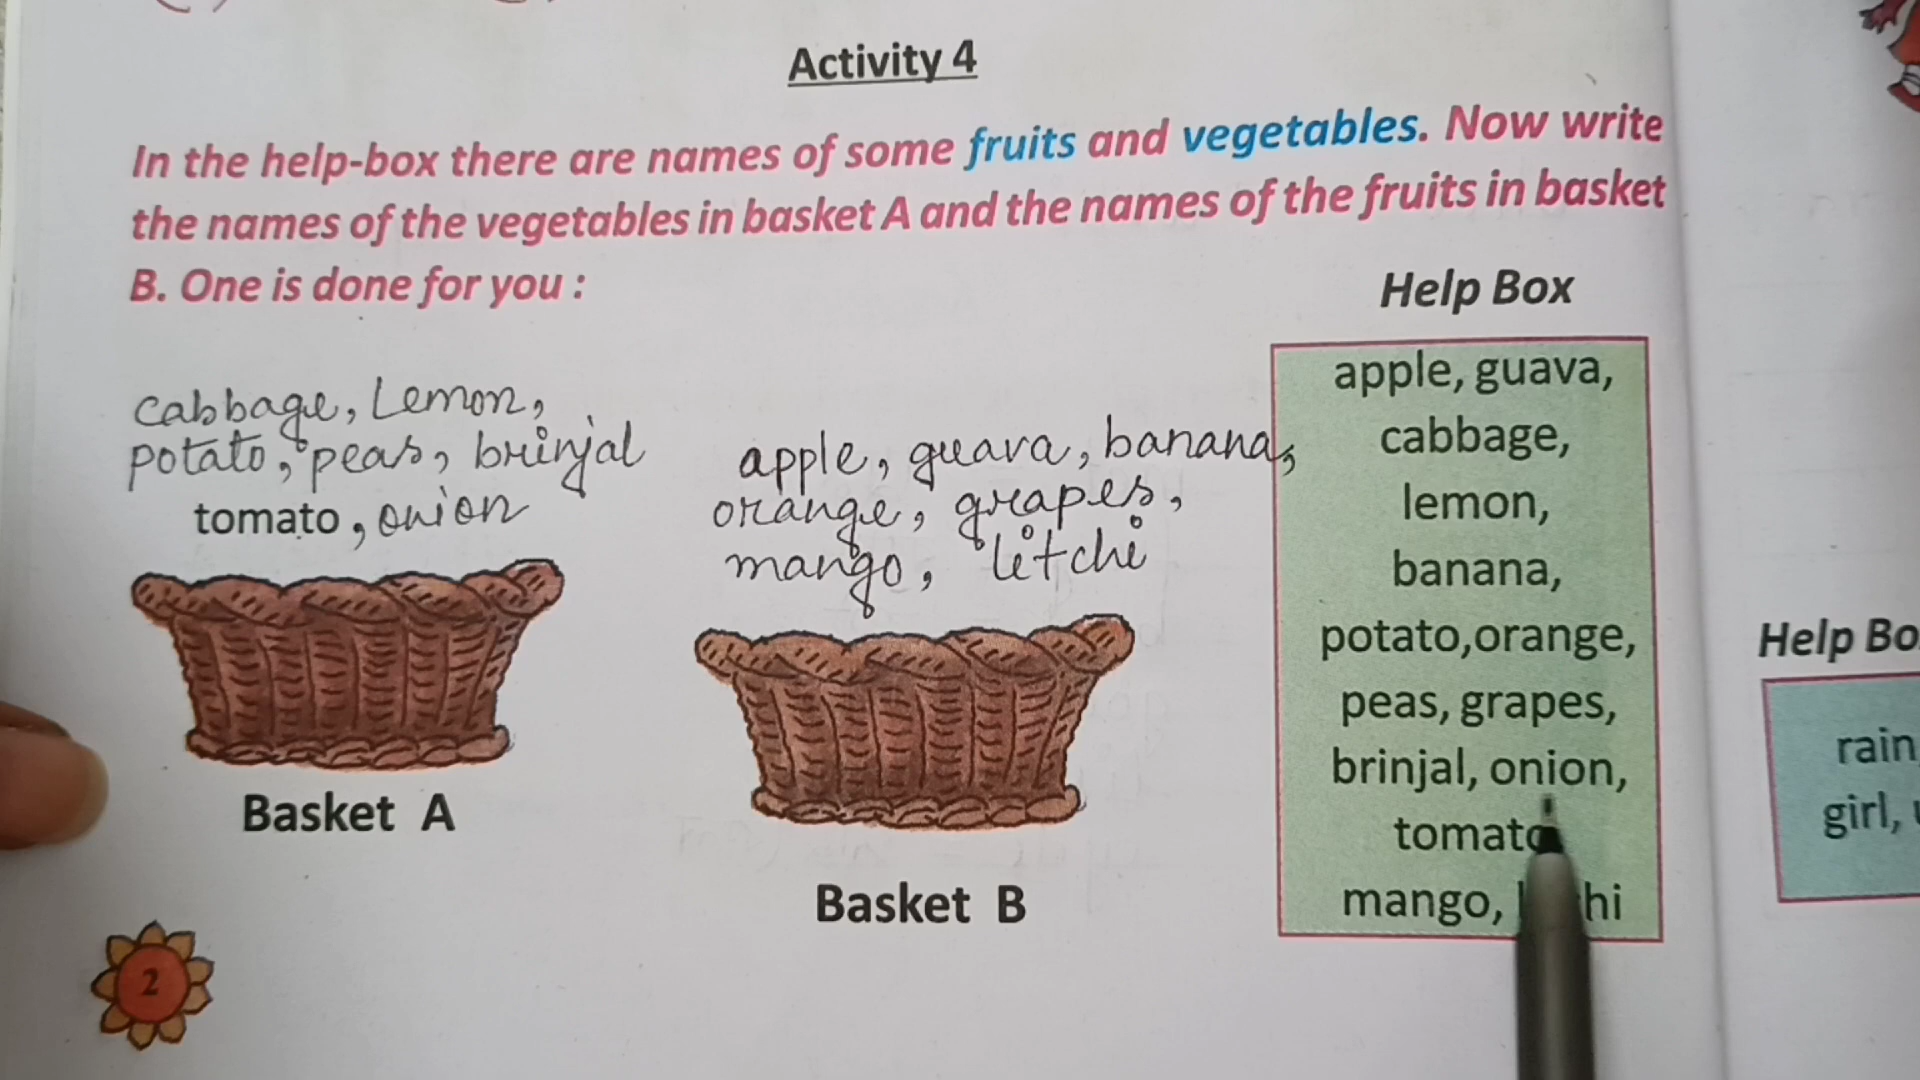 Activity 4
In the help-box there are names of some fruits and vegetables. Now write
the names of the vegetables in basket A and the names of the fruits in basket
B. One is done for you :
cabbage, Lemon,
potato, peas, brinjal
tomato, onion
Basket A
apple, guava, banana,
orange, grapes,
mango, litchi
Basket B
Help Box
apple, guava,
cabbage,
lemon,
banana,
potato,orange,
peas, grapes,
brinjal, onion,
mango,
2
Help
rain
girl,